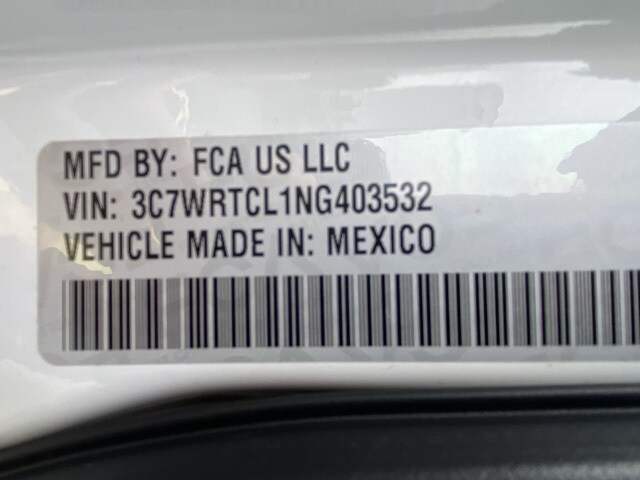 MFD BY: FCA US LLC
VIN: 3C7WRTCL1NG403532
VEHICLE MADE IN: MEXICO